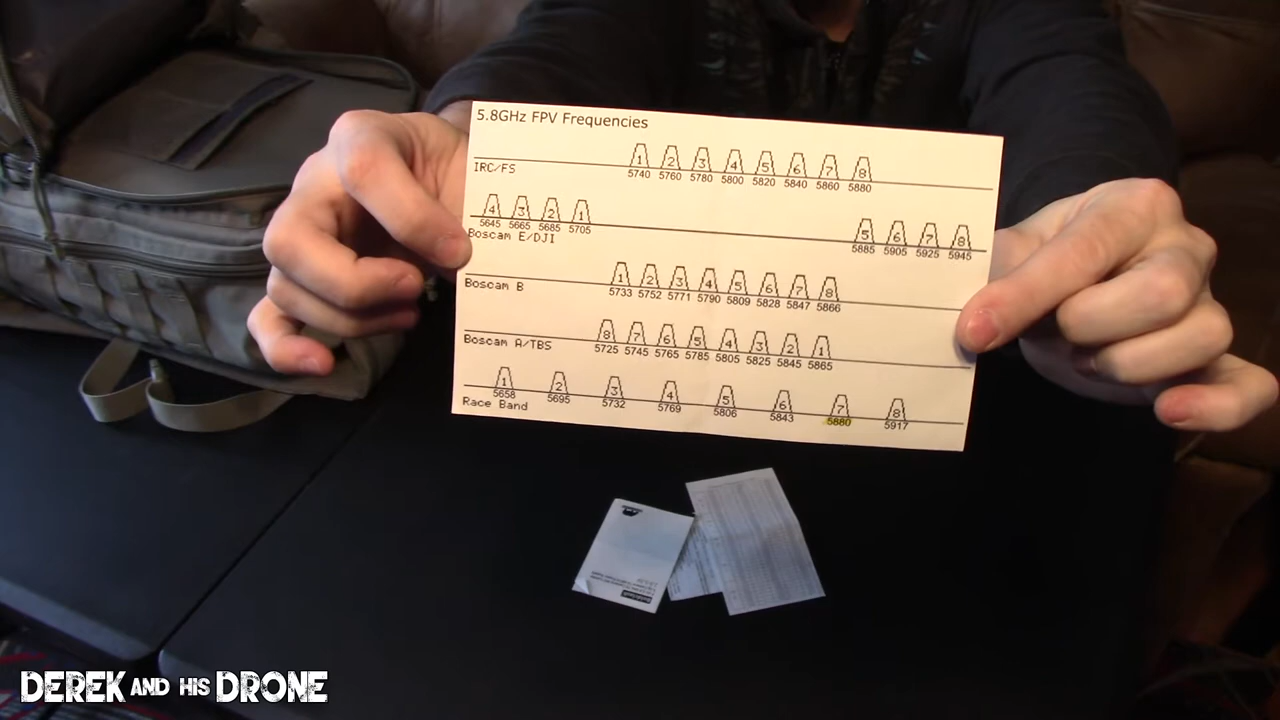 5.8GHz FPV Frequencies
1 2 3 4 5 6 7 8
IRC/FS 5740 5760 5780 5800 5820 5840 5860 5880
4 3 2 1 5 6 7 8
5645 5665 5685 5705 5885 5905 5925 5945
Boscam E/DJI
1 2 3 4 5 6 7 8
Boscam B 5733 5752 5771 5790 5809 5828 5847 5866
8 7 6 5 4 3 2 1
Boscam A/TBS 5725 5745 5765 5785 5805 5825 5845 5865
1 2 3 4 5 6 7 8
Race Band 5658 5695 5732 5769 5806 5843 5880 5917
DEREK AND HIS DRONE